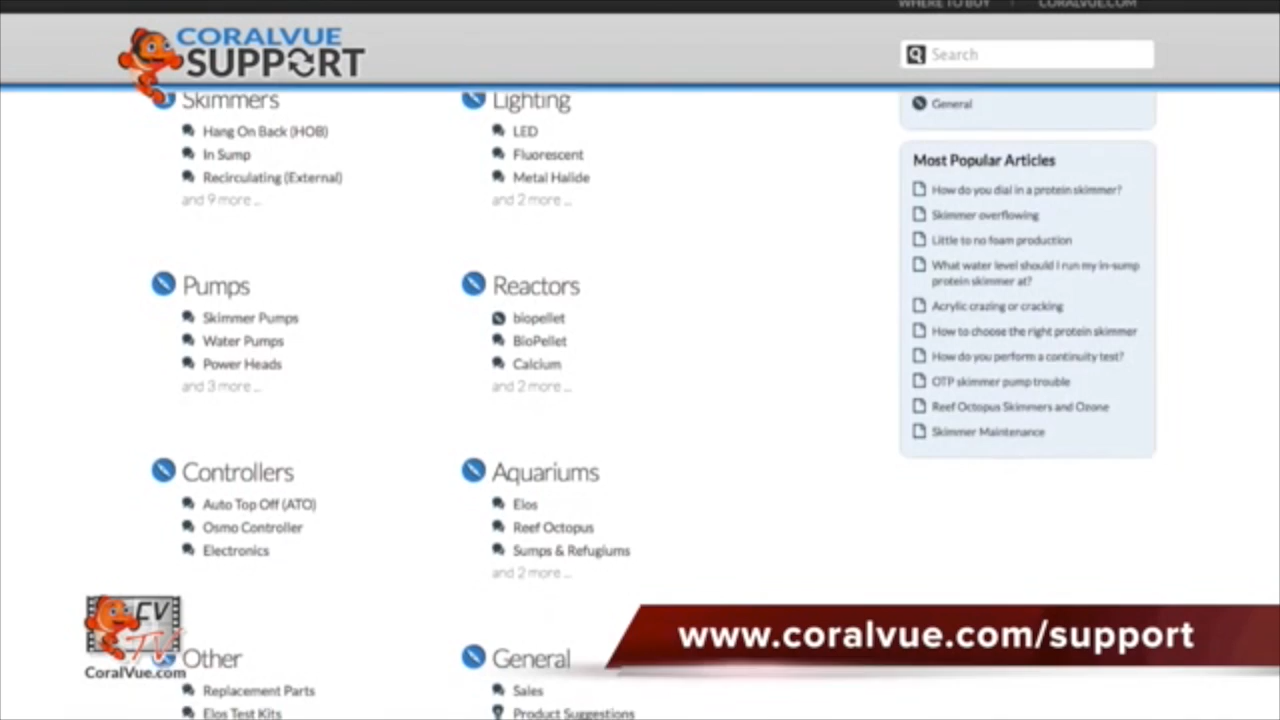 WHERE TO BUY
CORALVUE.COM
CORALVUE
SUPPORT
Search
Skimmers
Hang On Back (HOB)
In Sump
Recirculating (External)
and 9 more ...
Lighting
LED
Fluorescent
Metal Halide
and 2 more ...
Pumps
Skimmer Pumps
Water Pumps
Power Heads
and 3 more ...
Reactors
biopellet
BioPellet
Calcium
and 2 more ...
Controllers
Auto Top Off (ATO)
Osmo Controller
Electronics
Aquariums
Elos
Reef Octopus
Sumps & Refugiums
and 2 more ...
Other
Replacement Parts
Elos Test Kits
General
Sales
Product Suggestions
General
Most Popular Articles
How do you dial in a protein skimmer?
Skimmer overflowing
Little to no foam production
What water level should I run my in-sump
protein skimmer at?
Acrylic crazing or cracking
How to choose the right protein skimmer
How do you perform a continuity test?
OTP skimmer pump trouble
Reef Octopus Skimmers and Ozone
Skimmer Maintenance
CV
TV
CoralVue.com
www.coralvue.com/support